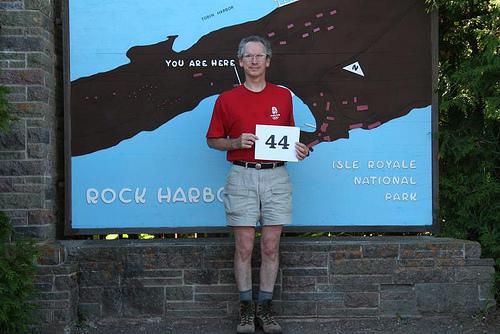 TOBIN HARBOR
YOU ARE HERE
N
44
ISLE ROYALE
NATIONAL
PARK
ROCK HARBO